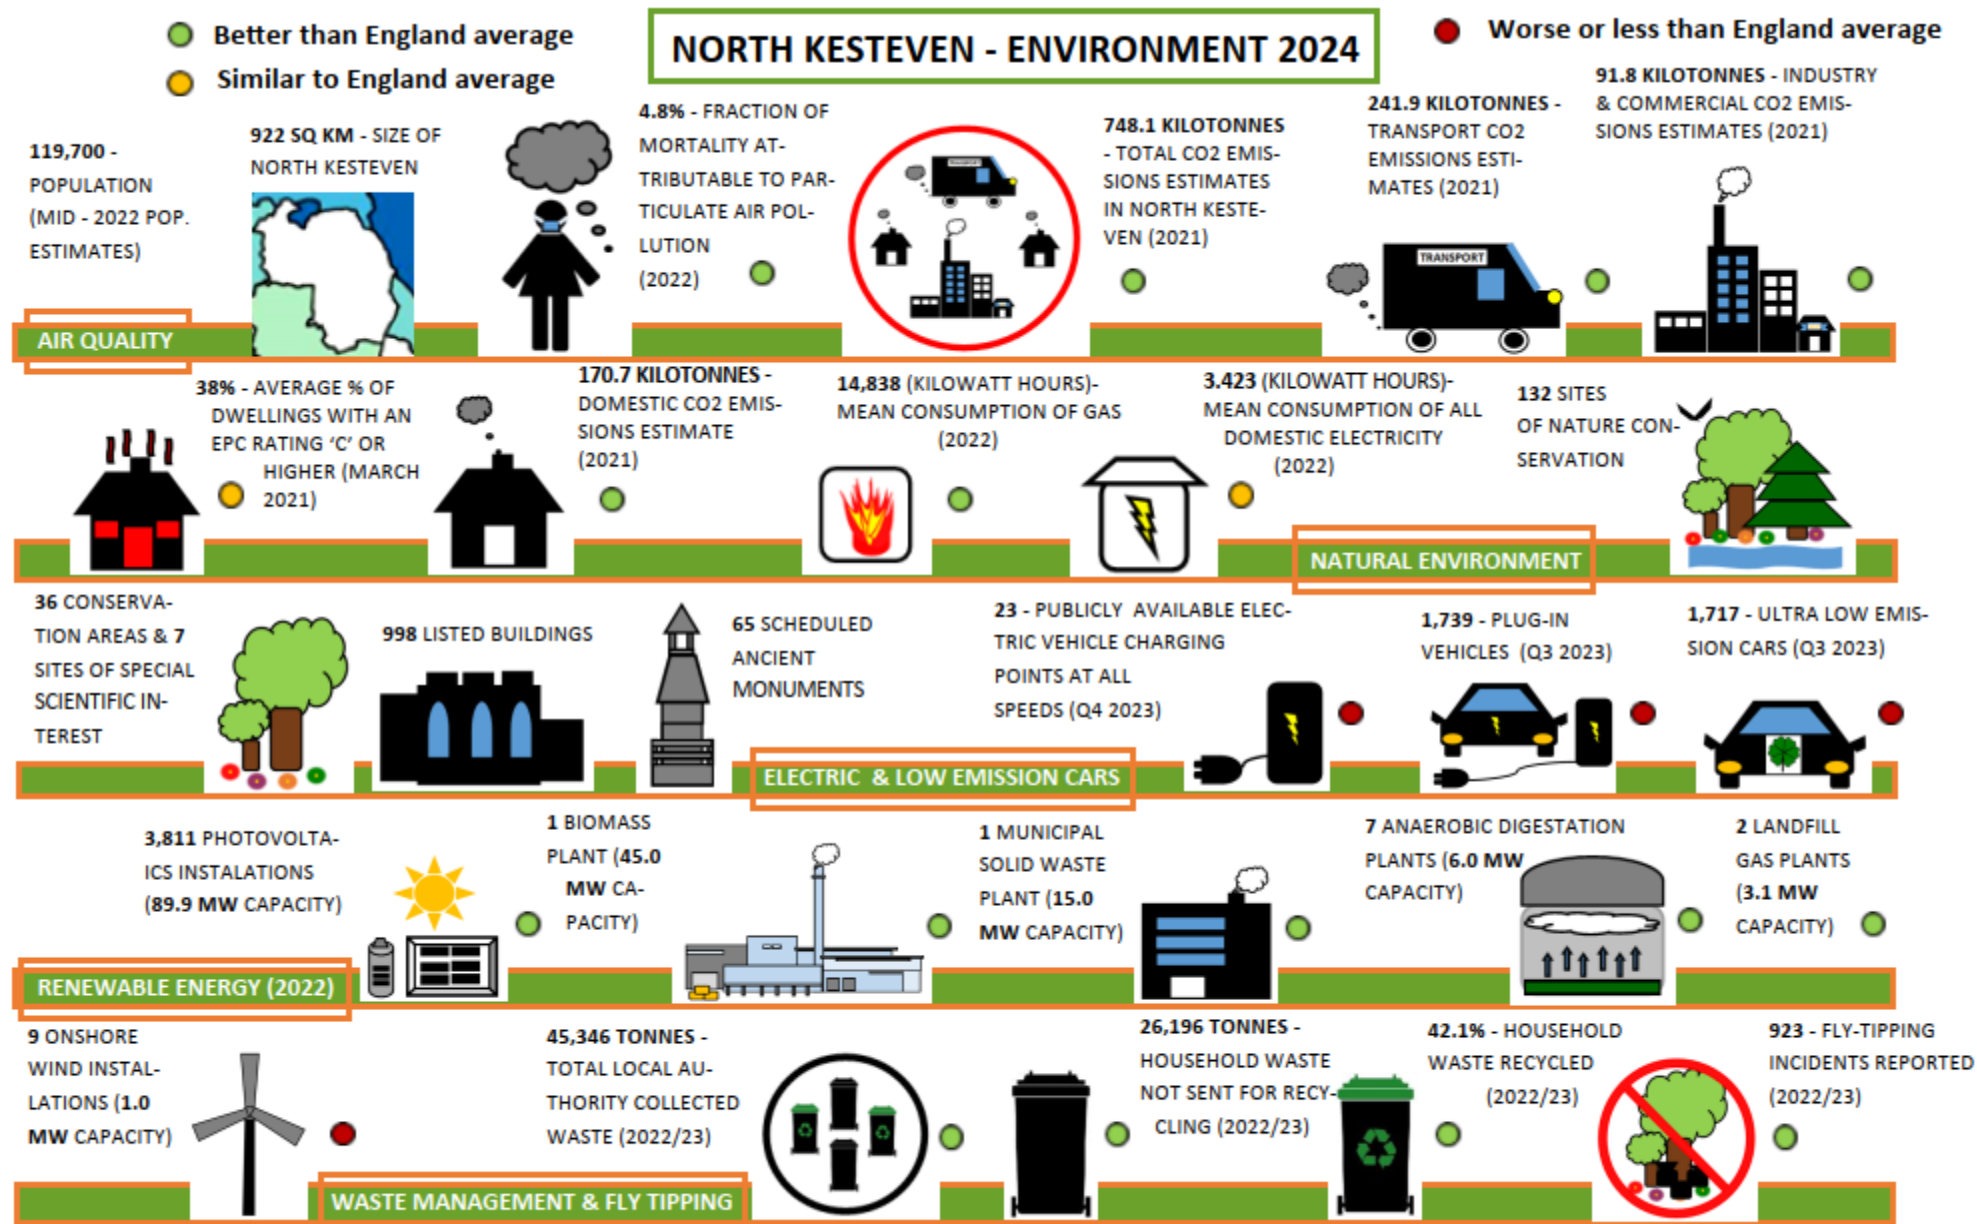 Better than England average
Similar to England average
NORTH KESTEVEN - ENVIRONMENT 2024
Worse or less than England average
119,700 -
POPULATION
(MID - 2022 POP.
ESTIMATES)
922 SQ KM - SIZE OF
NORTH KESTEVEN
4.8% - FRACTION OF
MORTALITY AT-
TRIBUTABLE TO PAR-
TICULATE AIR POL-
LUTION
(2022)
TRANSPORT
748.1 KILOTONNES
- TOTAL CO2 EMIS-
SIONS ESTIMATES
IN NORTH KESTE-
VEN (2021)
241.9 KILOTONNES -
TRANSPORT CO2
EMISSIONS ESTI-
MATES (2021)
TRANSPORT
91.8 KILOTONNES - INDUSTRY
& COMMERCIAL CO2 EMIS-
SIONS ESTIMATES (2021)
AIR QUALITY
38% - AVERAGE % OF
DWELLINGS WITH AN
EPC RATING ‘C’ OR
HIGHER (MARCH
2021)
170.7 KILOTONNES -
DOMESTIC CO2 EMIS-
SIONS ESTIMATE
(2021)
14,838 (KILOWATT HOURS)-
MEAN CONSUMPTION OF GAS
(2022)
3.423 (KILOWATT HOURS)-
MEAN CONSUMPTION OF ALL
DOMESTIC ELECTRICITY
(2022)
132 SITES
OF NATURE CON-
SERVATION
NATURAL ENVIRONMENT
36 CONSERVA-
TION AREAS & 7
SITES OF SPECIAL
SCIENTIFIC IN-
TEREST
998 LISTED BUILDINGS
65 SCHEDULED
ANCIENT
MONUMENTS
23 - PUBLICLY AVAILABLE ELEC-
TRIC VEHICLE CHARGING
POINTS AT ALL
SPEEDS (Q4 2023)
1,739 - PLUG-IN
VEHICLES (Q3 2023)
1,717 - ULTRA LOW EMIS-
SION CARS (Q3 2023)
ELECTRIC & LOW EMISSION CARS
3,811 PHOTOVOLTA-
ICS INSTALATIONS
(89.9 MW CAPACITY)
1 BIOMASS
PLANT (45.0
MW CA-
PACITY)
1 MUNICIPAL
SOLID WASTE
PLANT (15.0
MW CAPACITY)
7 ANAEROBIC DIGESTATION
PLANTS (6.0 MW
CAPACITY)
2 LANDFILL
GAS PLANTS
(3.1 MW
CAPACITY)
RENEWABLE ENERGY (2022)
9 ONSHORE
WIND INSTAL-
LATIONS (1.0
MW CAPACITY)
45,346 TONNES -
TOTAL LOCAL AU-
THORITY COLLECTED
WASTE (2022/23)
26,196 TONNES -
HOUSEHOLD WASTE
NOT SENT FOR RECY-
CLING (2022/23)
42.1% - HOUSEHOLD
WASTE RECYCLED
(2022/23)
923 - FLY-TIPPING
INCIDENTS REPORTED
(2022/23)
WASTE MANAGEMENT & FLY TIPPING